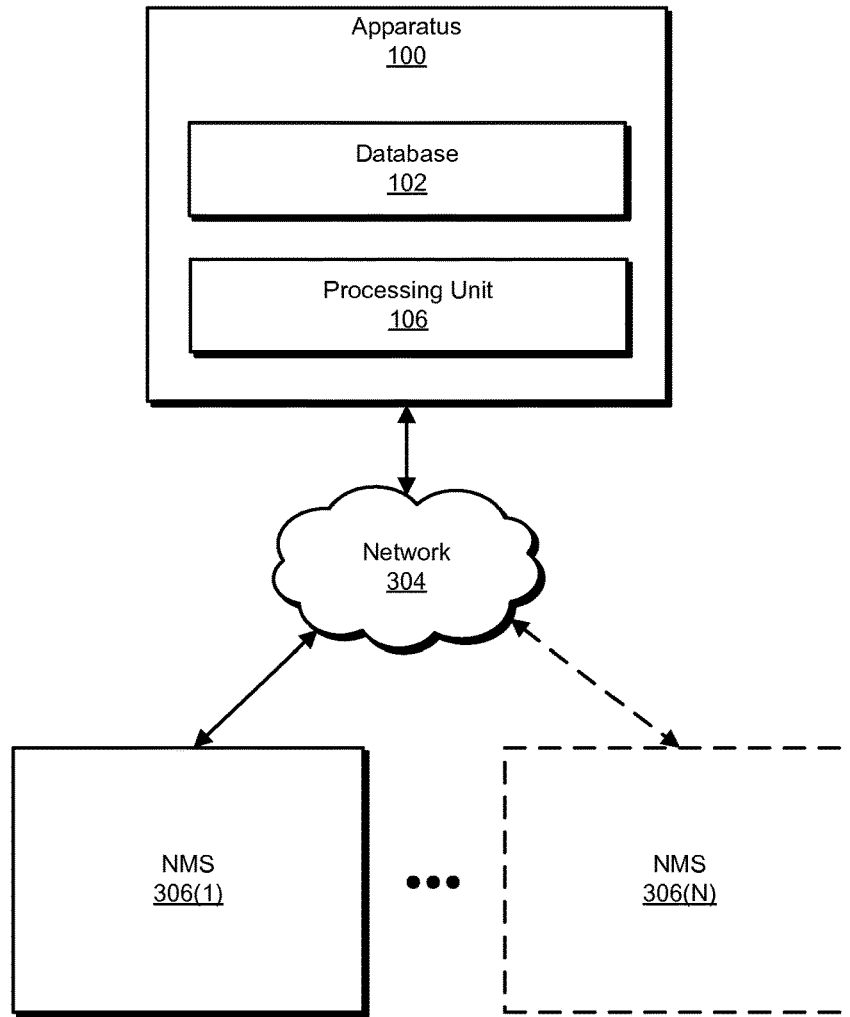 Apparatus
100
Database
102
Processing Unit
106
Network
304
NMS
306(1)
NMS
306(N)